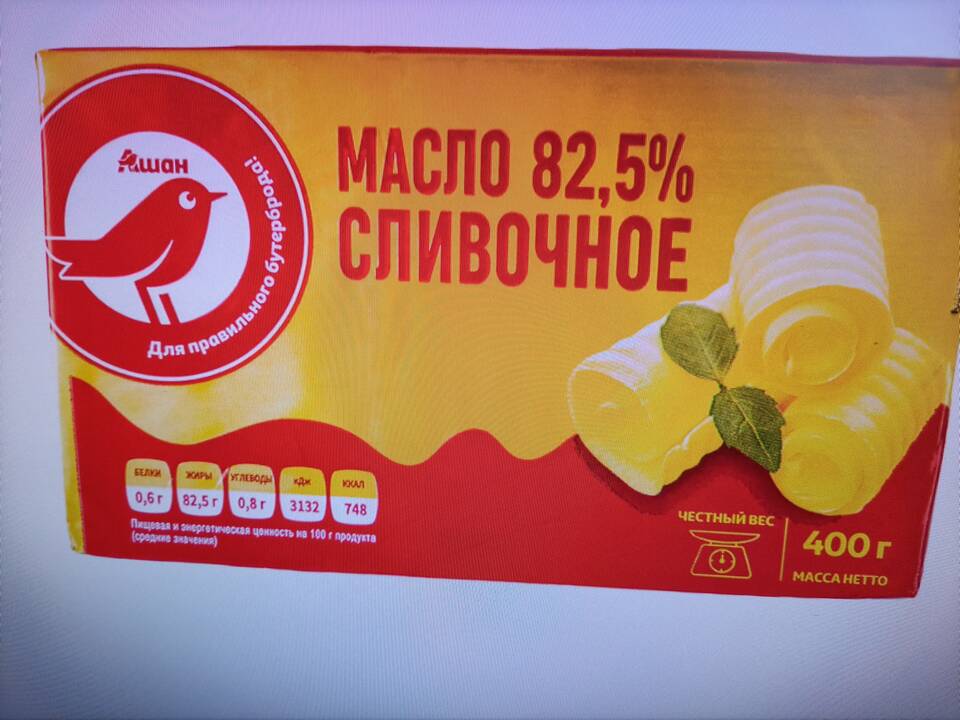 Ашан
Для правильного бутерброда!
МАСЛО 82,5%
СЛИВОЧНОЕ
БЕЛКИ ЖИРЫ УГЛЕВОДЫ кДж ККАЛ
0,6 г 82,5 г 0,8 г 3132 748
Пищевая и энергетическая ценность на 100 г продукта
(средние значения)
ЧЕСТНЫЙ ВЕС
400 г
МАССА НЕТТО